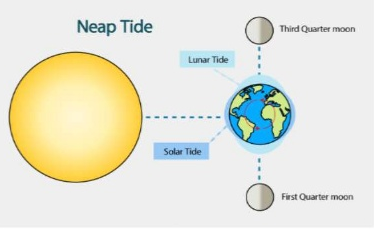 Neap Tide
Third Quarter moon
Lunar Tide
Solar Tide
First Quarter moon